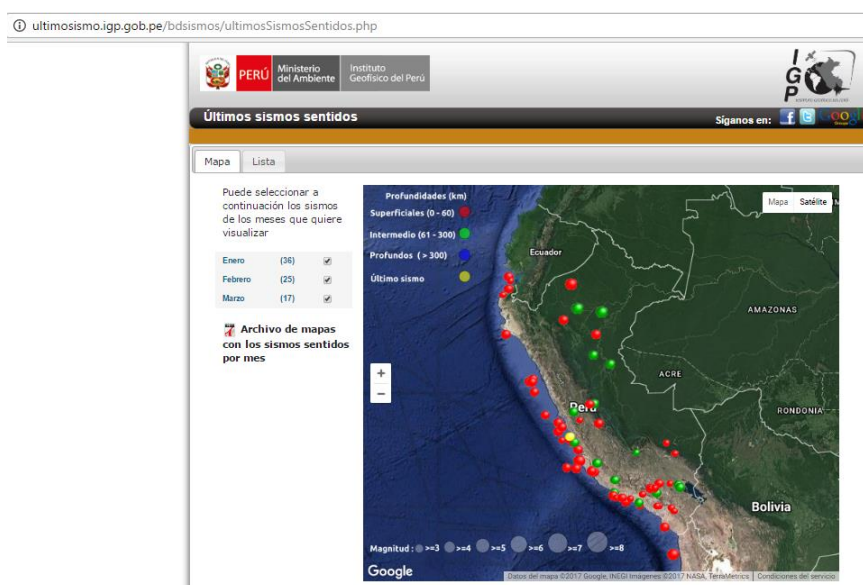 ultimosismo.igp.gob.pe/bdsismos/ultimosSismosSentidos.php
PERÚ
Ministerio
del Ambiente
Instituto
Geofísico del Perú
I
G
P
Últimos sismos sentidos
Síganos en:
Mapa
Lista
Puede seleccionar a
continuación los sismos
de los meses que quiere
visualizar
Enero (36)
Febrero (25)
Marzo (17)
Archivo de mapas
con los sismos sentidos
por mes
Profundidades (km)
Superficiales (0 - 60)
Intermedio (61 - 300)
Profundos ( > 300)
Último sismo
Mapa Satélite
Ecuador
AMAZONAS
ACRE
Perú
RONDONIA
Bolivia
+
−
Magnitud : >=3 >=4 >=5 >=6 >=7 >=8
Google
Datos del mapa ©2017 Google, INEGI Imágenes ©2017 NASA, TerraMetrics Condiciones del servicio